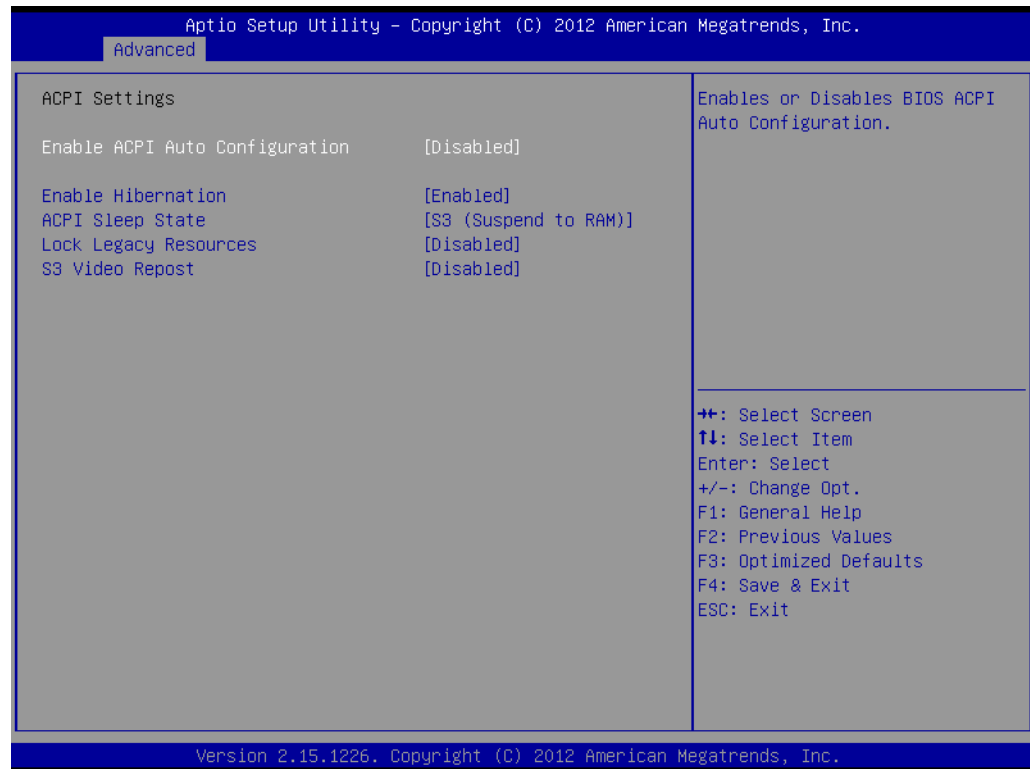 Aptio Setup Utility – Copyright (C) 2012 American Megatrends, Inc.
Advanced
ACPI Settings
Enable ACPI Auto Configuration [Disabled]
Enable Hibernation [Enabled]
ACPI Sleep State [S3 (Suspend to RAM)]
Lock Legacy Resources [Disabled]
S3 Video Repost [Disabled]
Enables or Disables BIOS ACPI
Auto Configuration.
→←: Select Screen
↑↓: Select Item
Enter: Select
+/-: Change Opt.
F1: General Help
F2: Previous Values
F3: Optimized Defaults
F4: Save & Exit
ESC: Exit
Version 2.15.1226. Copyright (C) 2012 American Megatrends, Inc.